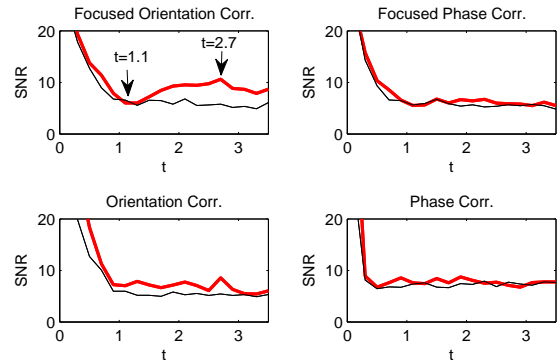 Focused Orientation Corr.
Focused Phase Corr.
20
10
0
SNR
t=1.1
t=2.7
0 1 2 3
t
20
10
0
SNR
0 1 2 3
t
Orientation Corr.
Phase Corr.
20
10
0
SNR
0 1 2 3
t
20
10
0
SNR
0 1 2 3
t